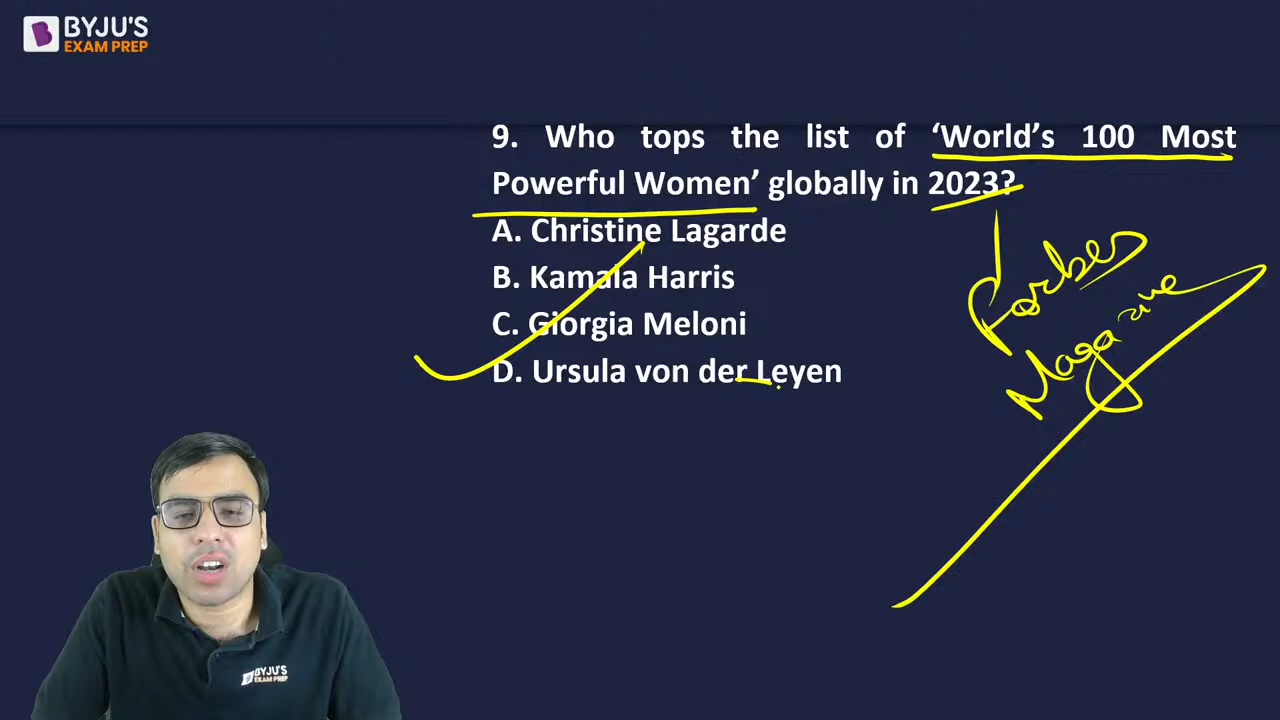 BYJU'S
EXAM PREP
9. Who tops the list of ‘World’s 100 Most
Powerful Women’ globally in 2023?
A. Christine Lagarde
B. Kamala Harris
C. Giorgia Meloni
D. Ursula von der Leyen
Forbes
Magazine
BYJU'S
EXAM PREP